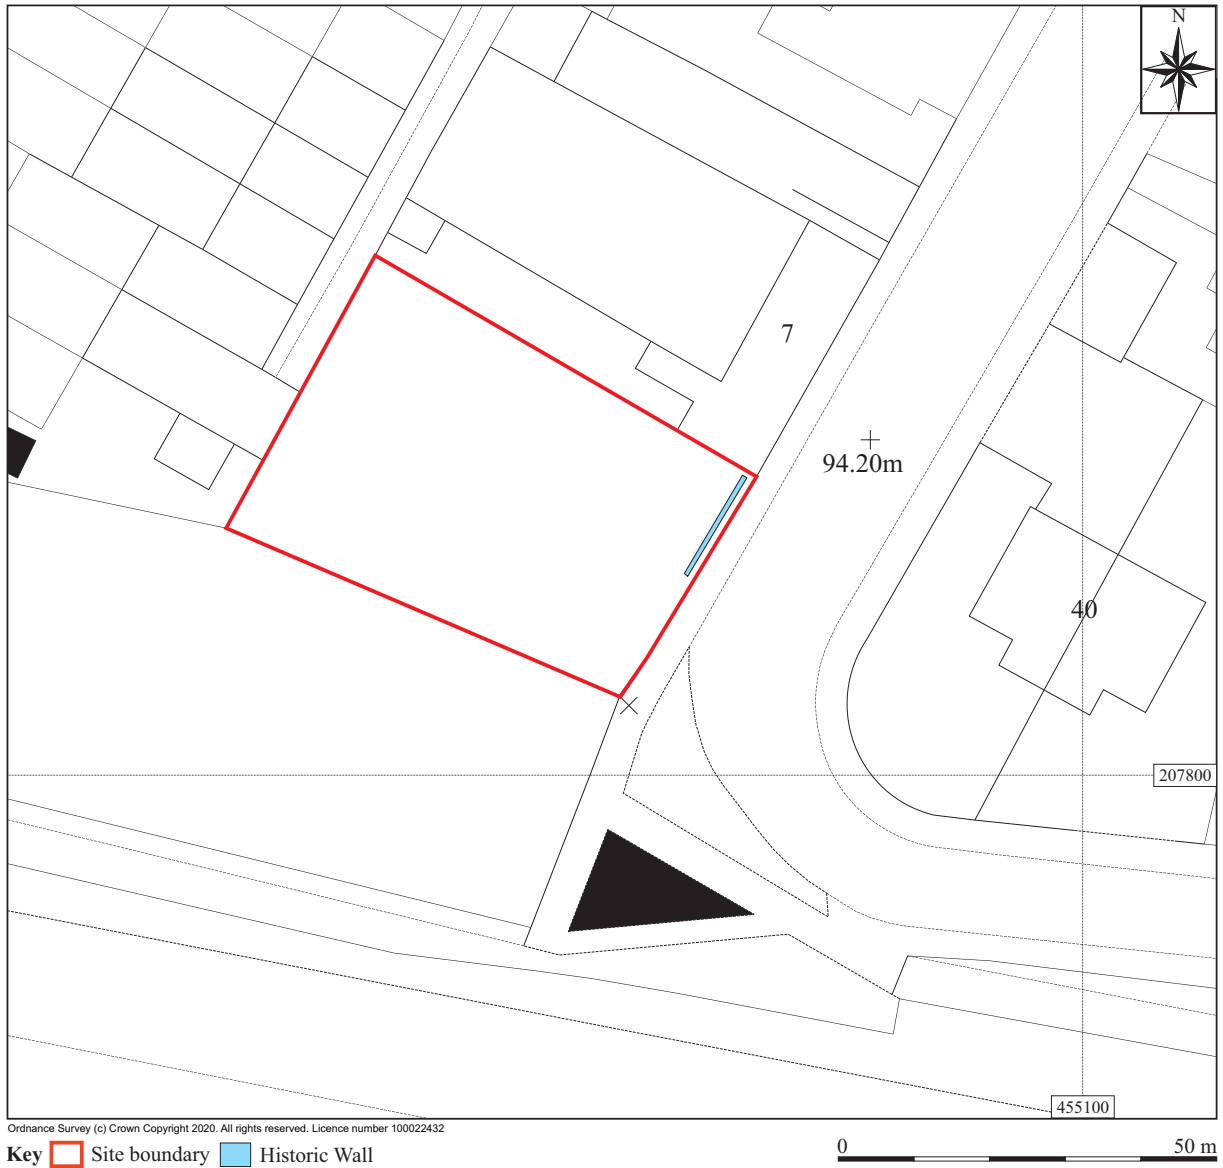 N
7
94.20m
40
207800
455100
Ordnance Survey (c) Crown Copyright 2020. All rights reserved. Licence number 100022432
Key Site boundary Historic Wall
0 50 m